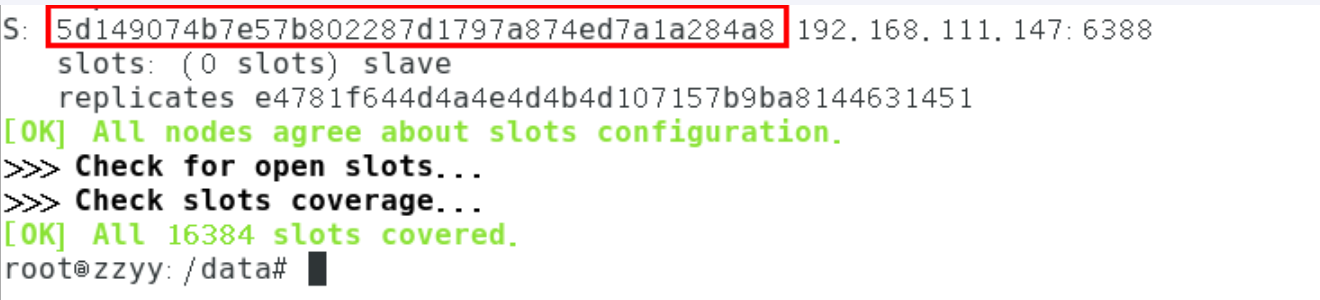 S: 5d149074b7e57b802287d1797a874ed7a1a284a8 192.168.111.147:6388
slots: (0 slots) slave
replicates e4781f644d4a4e4d4b4d107157b9ba8144631451
[OK] All nodes agree about slots configuration.
>>> Check for open slots...
>>> Check slots coverage...
[OK] All 16384 slots covered.
root@zzyy:/data#